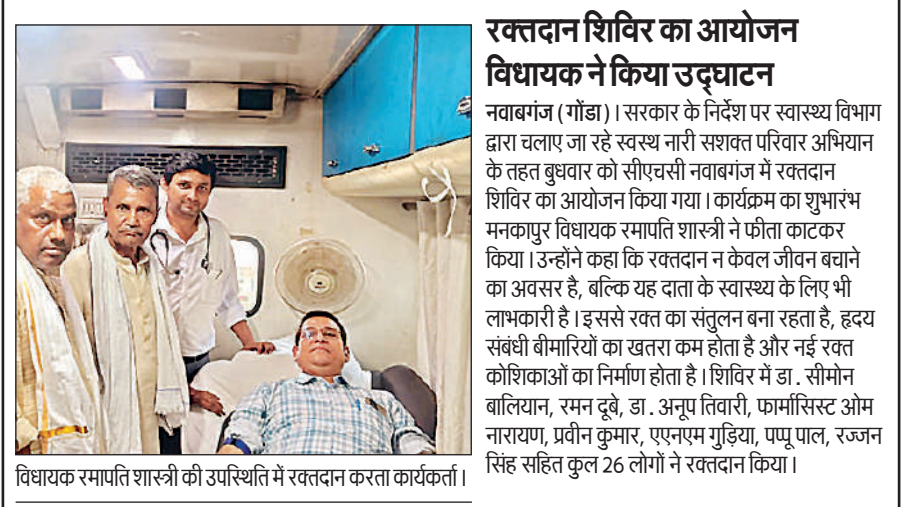 रक्तदान शिविर का आयोजन
विधायक ने किया उद्घाटन
नवाबगंज ( गोंडा ) । सरकार के निर्देश पर स्वास्थ्य विभाग
द्वारा चलाए जा रहे स्वस्थ नारी सशक्त परिवार अभियान
के तहत बुधवार को सीएचसी नवाबगंज में रक्तदान
शिविर का आयोजन किया गया । कार्यक्रम का शुभारंभ
मनकापुर विधायक रमापति शास्त्री ने फीता काटकर
किया । उन्होंने कहा कि रक्तदान न केवल जीवन बचाने
का अवसर है, बल्कि यह दाता के स्वास्थ्य के लिए भी
लाभकारी है । इससे रक्त का संतुलन बना रहता है, हृदय
संबंधी बीमारियों का खतरा कम होता है और नई रक्त
कोशिकाओं का निर्माण होता है । शिविर में डा . सीमोन
बालियान, रमन दूबे, डा . अनूप तिवारी, फार्मासिस्ट ओम
नारायण, प्रवीन कुमार, एएनएम गुड़िया, पप्पू पाल, रज्जन
सिंह सहित कुल 26 लोगों ने रक्तदान किया ।
विधायक रमापति शास्त्री की उपस्थिति में रक्तदान करता कार्यकर्ता ।